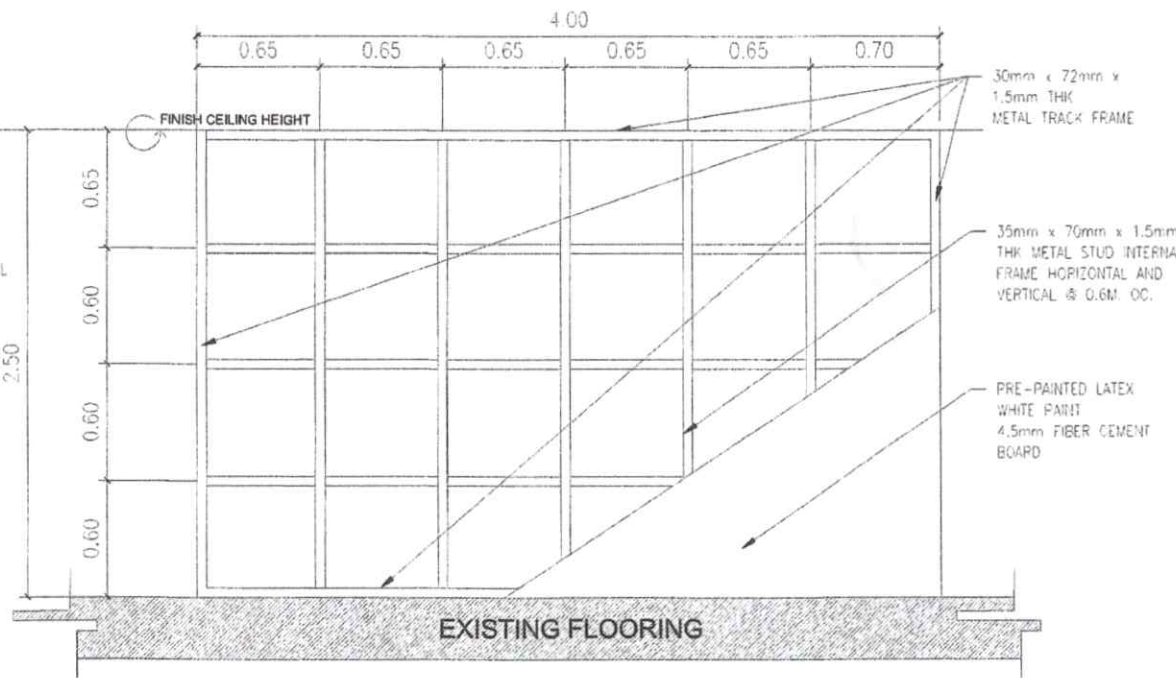 4.00
0.65 0.65 0.65 0.65 0.65 0.70
30mm x 72mm x
1.5mm THK
METAL TRACK FRAME
FINISH CEILING HEIGHT
0.65
35mm x 70mm x 1.5mm
THK METAL STUD INTERNA
FRAME HORIZONTAL AND
VERTICAL @ 0.6M. OC.
L
0.60
2.50
PRE-PAINTED LATEX
WHITE PAINT
4.5mm FIBER CEMENT
BOARD
0.60
0.60
EXISTING FLOORING